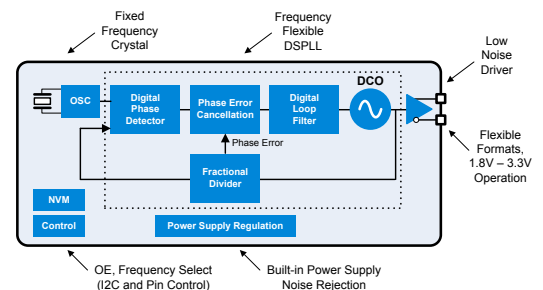 Fixed
Frequency
Crystal
Frequency
Flexible
DSPLL
Low
Noise
Driver
DCO
OSC
Digital
Phase
Detector
Phase Error
Cancellation
Digital
Loop
Filter
Phase Error
Fractional
Divider
Flexible
Formats,
1.8V – 3.3V
Operation
NVM
Control
Power Supply Regulation
OE, Frequency Select
(I2C and Pin Control)
Built-in Power Supply
Noise Rejection